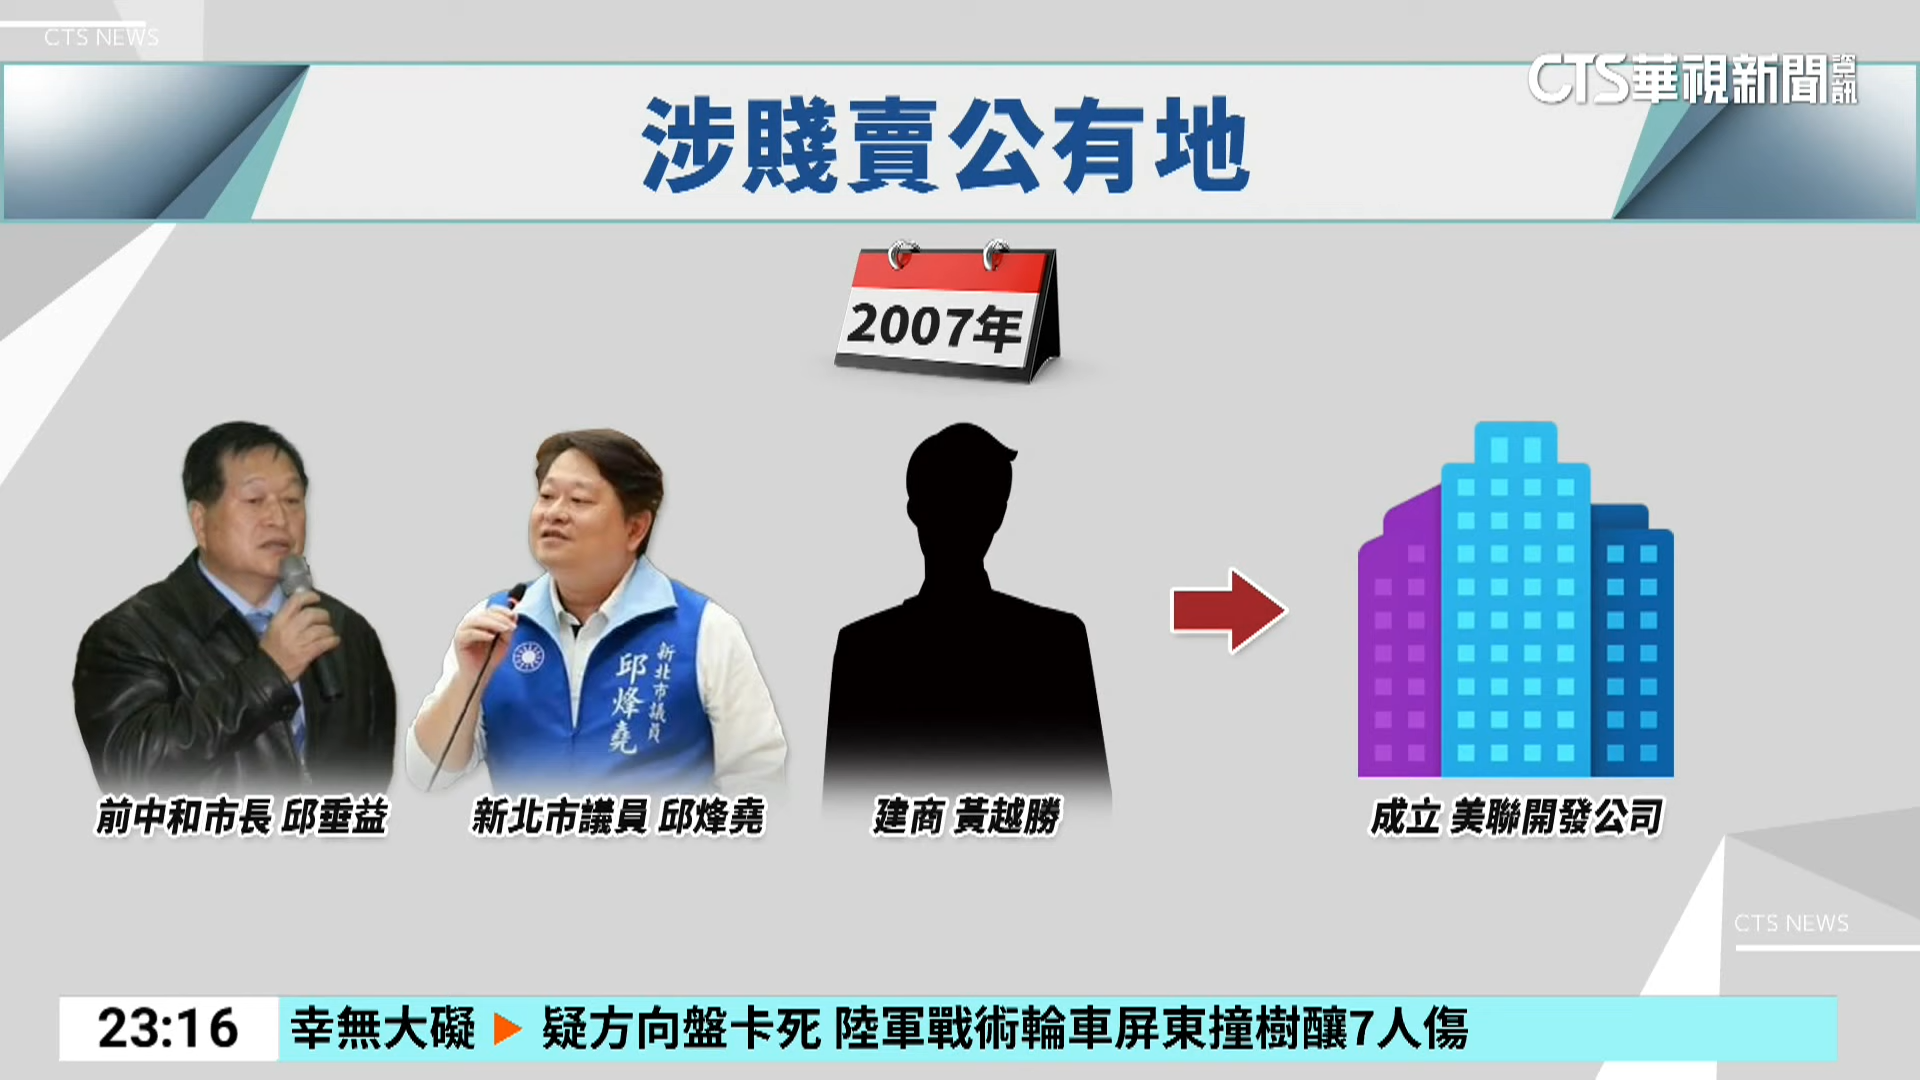 CTS NEWS
CTS華視新聞資訊
涉賤賣公有地
2007年
新北市議員
邱烽堯
前中和市長 邱垂益
新北市議員 邱烽堯
建商 黃越勝
成立 美聯開發公司
CTS NEWS
23:16
幸無大礙 ▶ 疑方向盤卡死 陸軍戰術輪車屏東撞樹釀7人傷